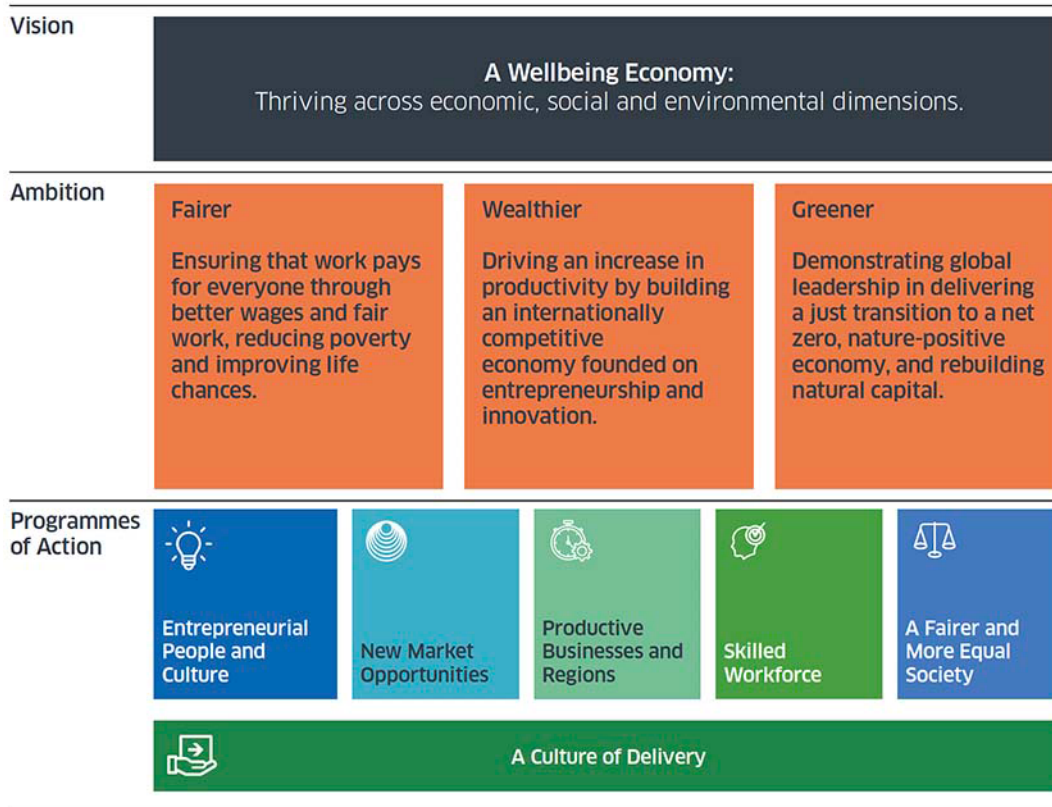 Vision
A Wellbeing Economy:
Thriving across economic, social and environmental dimensions.
Ambition
Fairer
Ensuring that work pays
for everyone through
better wages and fair
work, reducing poverty
and improving life
chances.
Wealthier
Driving an increase in
productivity by building
an internationally
competitive
economy founded on
entrepreneurship and
innovation.
Greener
Demonstrating global
leadership in delivering
a just transition to a net
zero, nature-positive
economy, and rebuilding
natural capital.
Programmes
of Action
Entrepreneurial
People and
Culture
New Market
Opportunities
Productive
Businesses and
Regions
Skilled
Workforce
A Fairer and
More Equal
Society
A Culture of Delivery